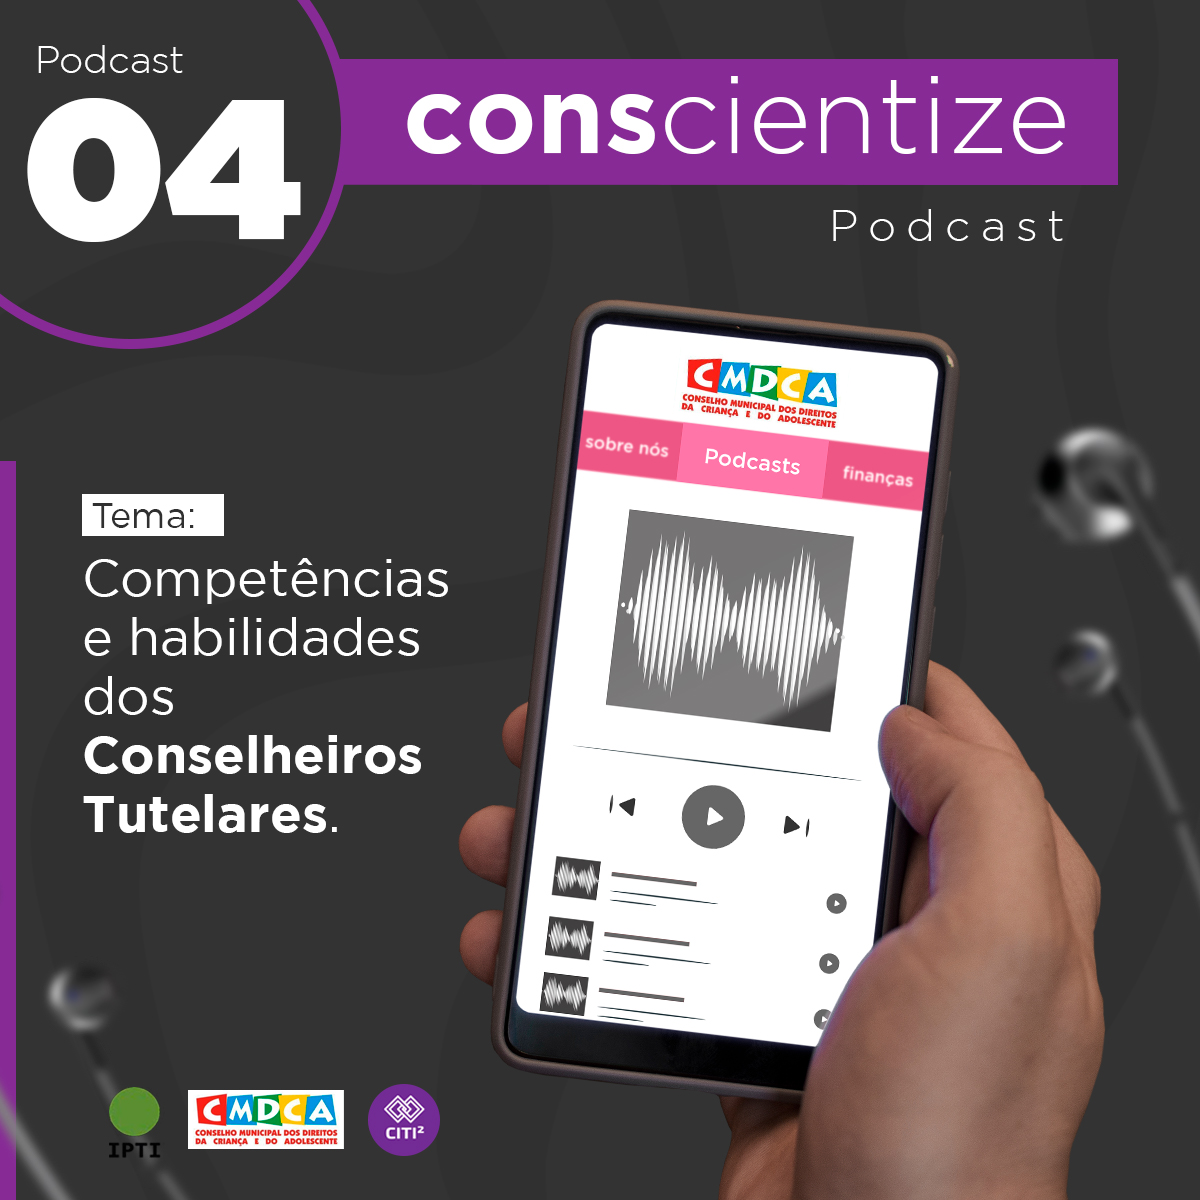 Podcast
04
conscientize
Podcast
CMDCA
CONSELHO MUNICIPAL DOS DIREITOS
DA CRIANÇA E DO ADOLESCENTE
sobre nós
Podcasts
finanças
Tema:
Competências
e habilidades
dos
Conselheiros
Tutelares.
IPTI
CMDCA
CONSELHO MUNICIPAL DOS DIREITOS
DA CRIANÇA E DO ADOLESCENTE
CITI²